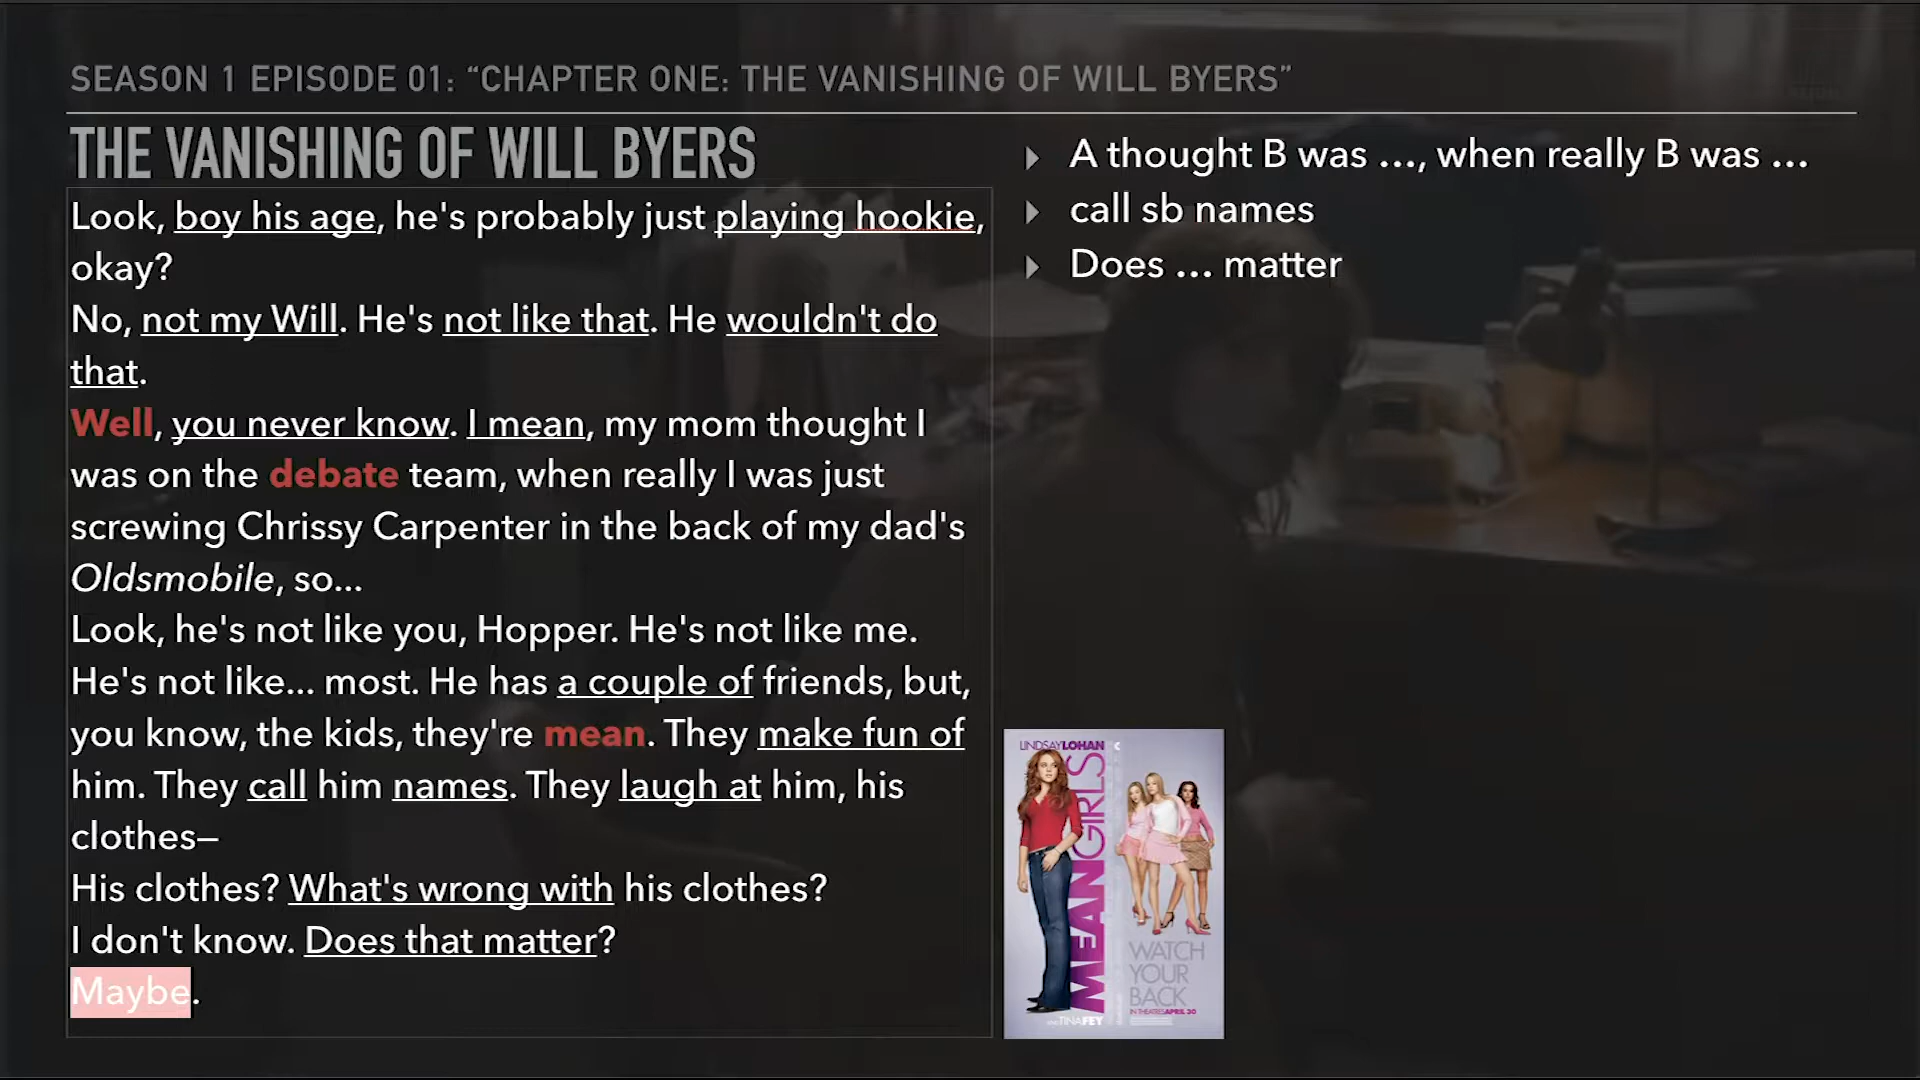 SEASON 1 EPISODE 01: “CHAPTER ONE: THE VANISHING OF WILL BYERS”
THE VANISHING OF WILL BYERS
Look, boy his age, he's probably just playing hookie,
okay?
No, not my Will. He's not like that. He wouldn't do
that.
Well, you never know. I mean, my mom thought I
was on the debate team, when really I was just
screwing Chrissy Carpenter in the back of my dad's
Oldsmobile, so...
Look, he's not like you, Hopper. He's not like me.
He's not like... most. He has a couple of friends, but,
you know, the kids, they're mean. They make fun of
him. They call him names. They laugh at him, his
clothes—
His clothes? What's wrong with his clothes?
I don't know. Does that matter?
Maybe.
A thought B was …, when really B was …
call sb names
Does … matter
LINDSAY LOHAN
MEAN GIRLS
WATCH
YOUR
BACK
IN THEATRES APRIL 30
TINA FEY